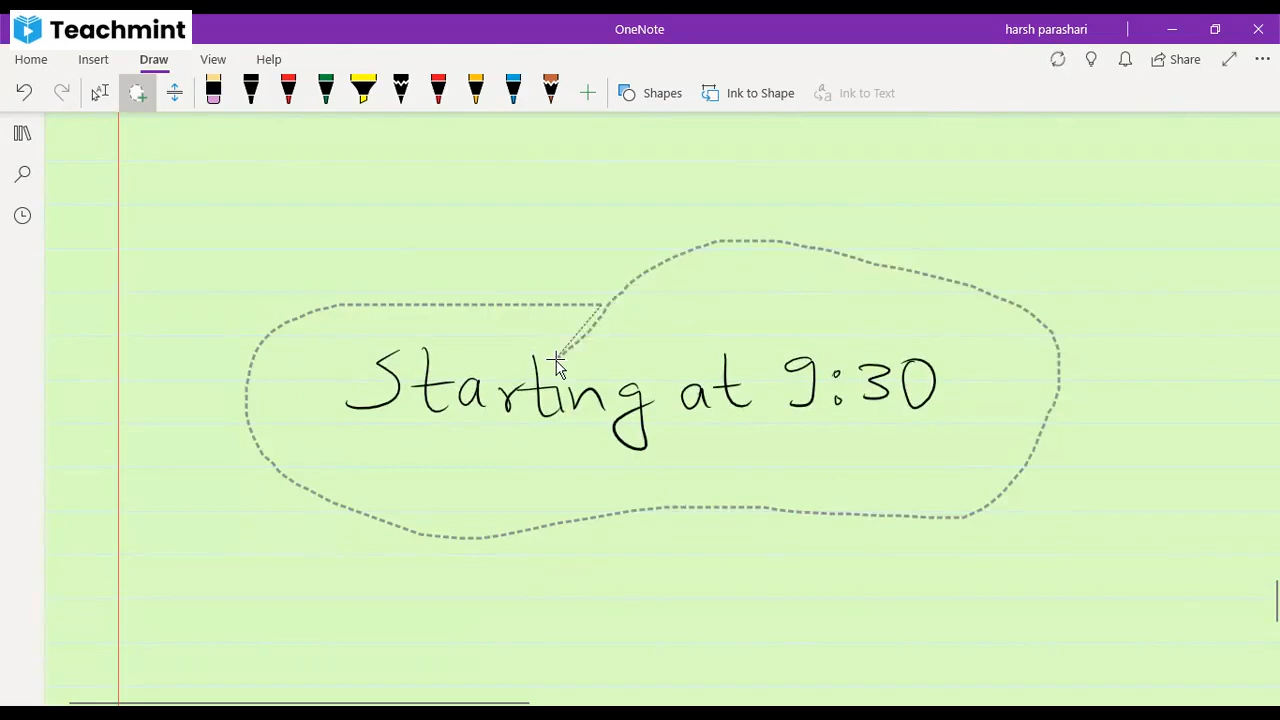 Teachmint
OneNote
harsh parashari
Home Insert Draw View Help
Share
Shapes Ink to Shape Ink to Text
Starting at 9:30